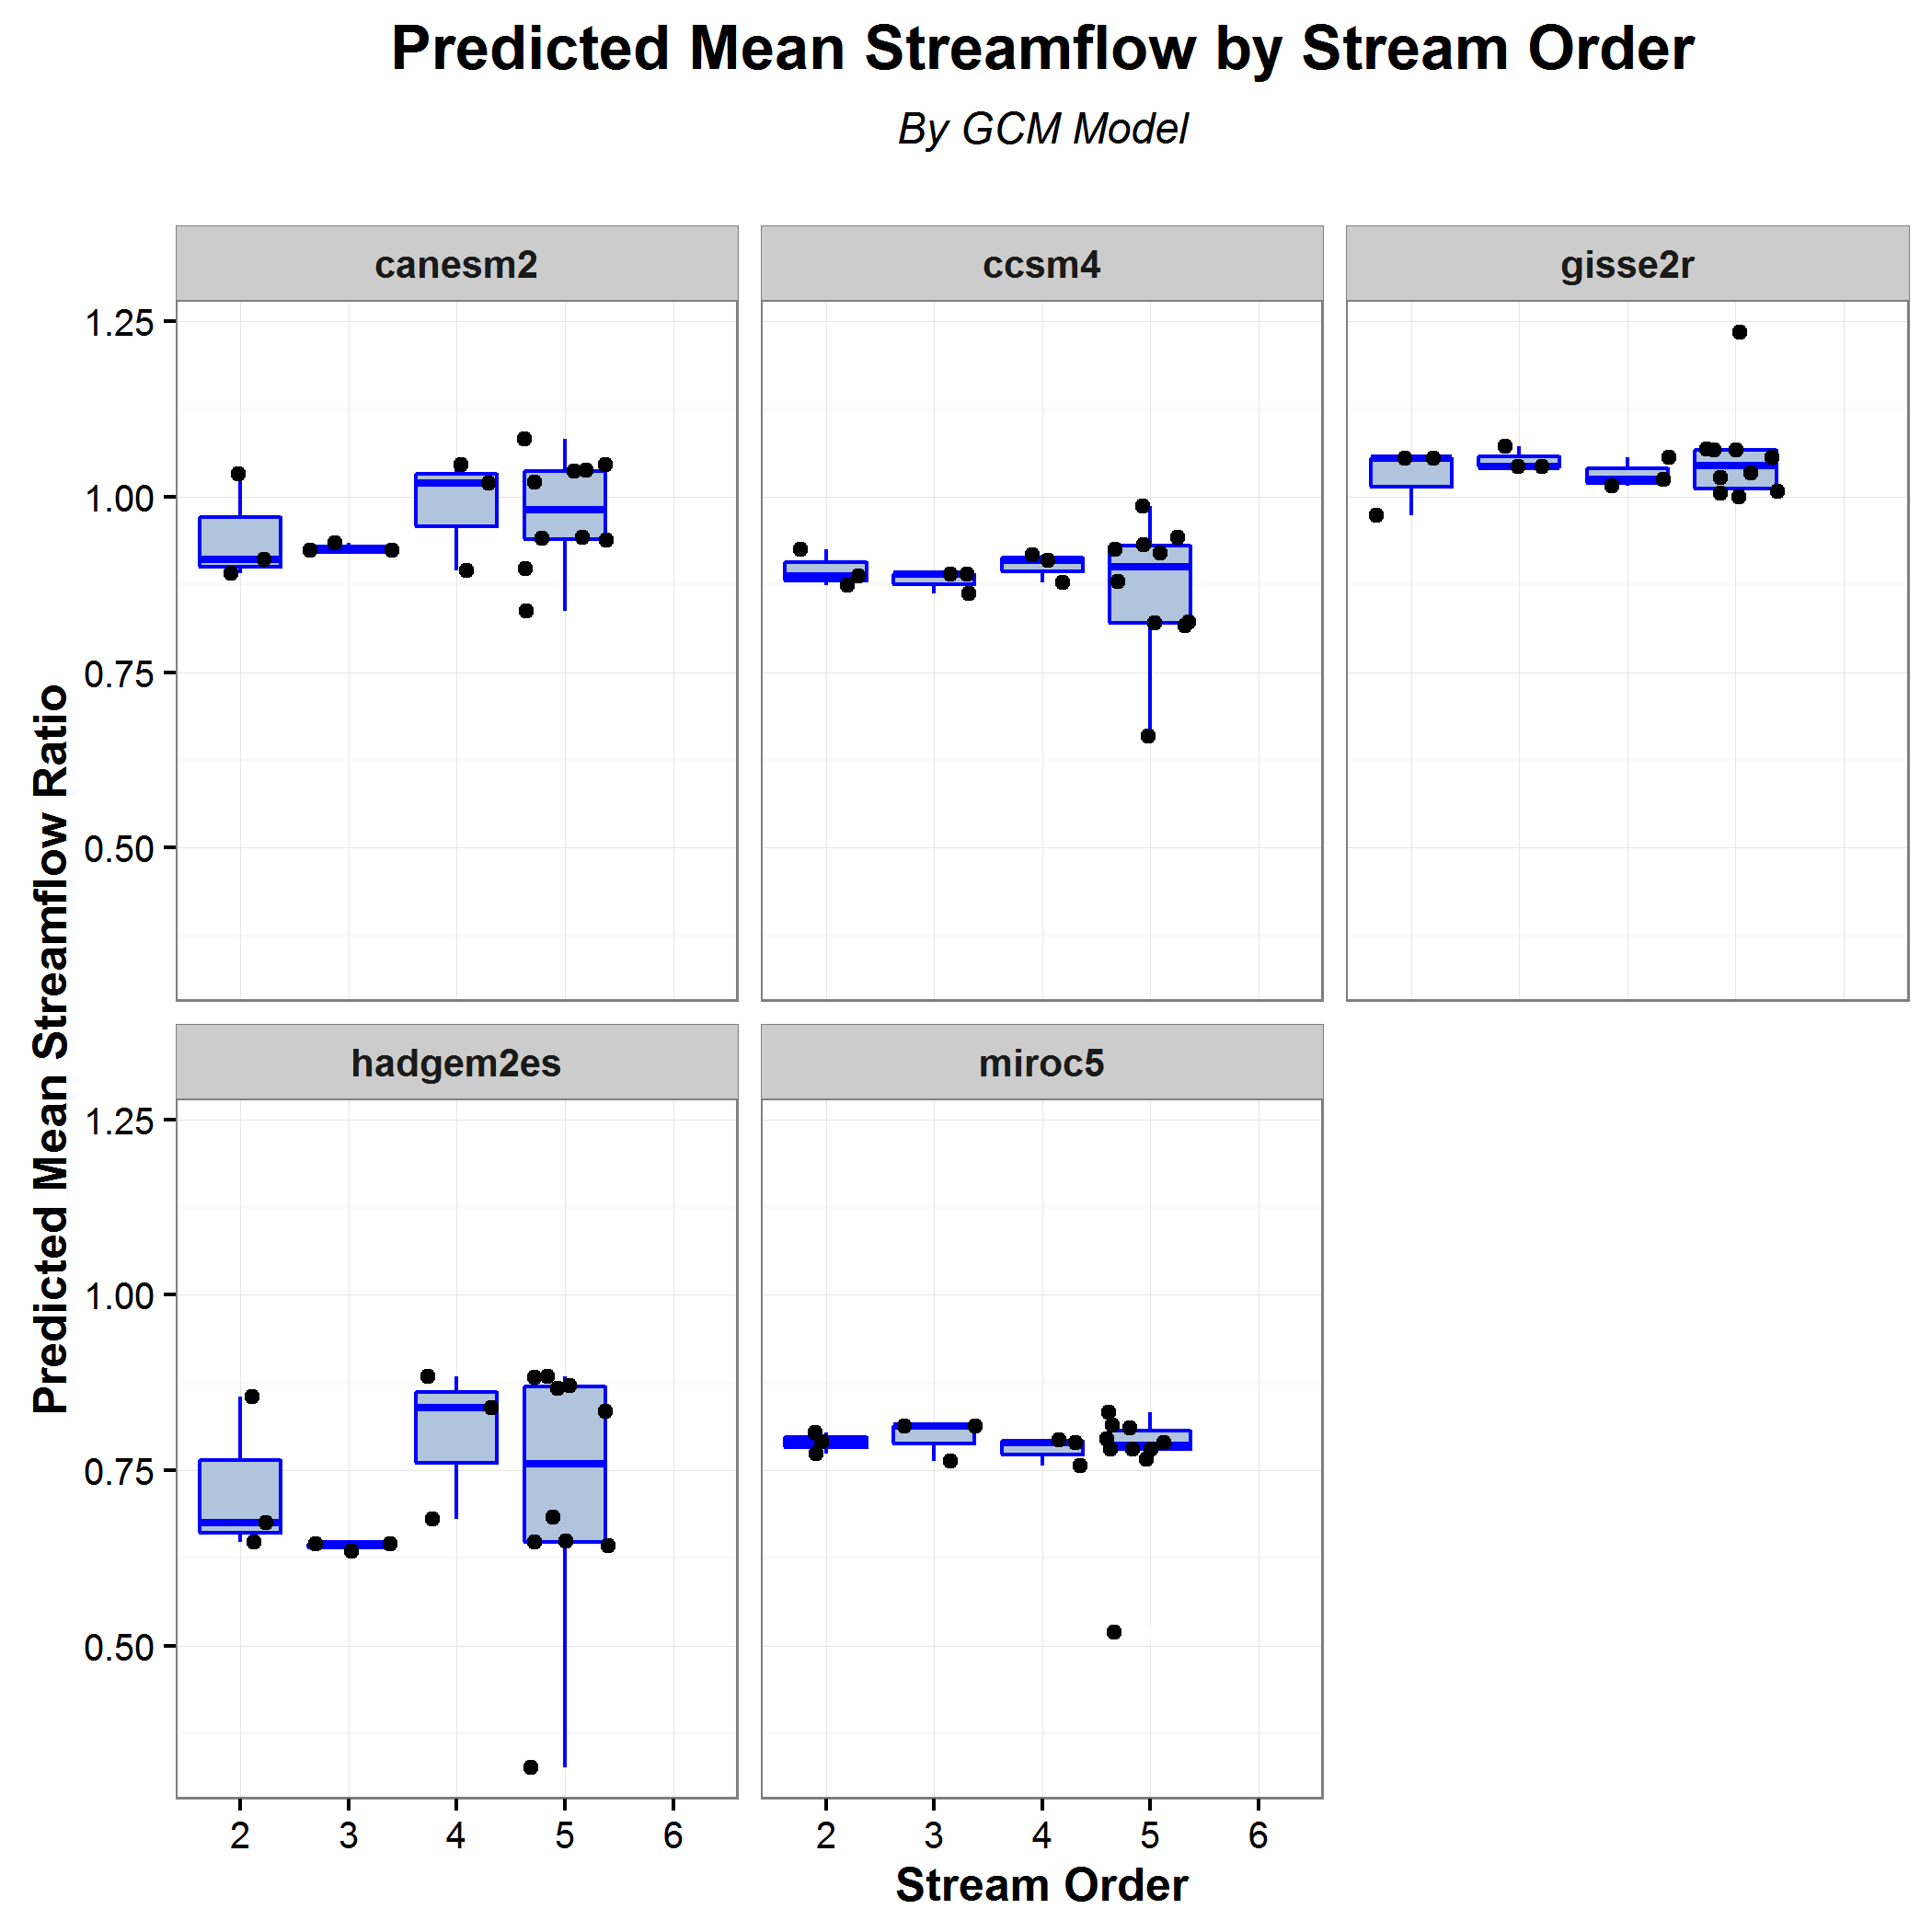 Predicted Mean Streamflow by Stream Order
By GCM Model
canesm2
ccsm4
gisse2r
1.25
1.00
0.75
0.50
Predicted Mean Streamflow Ratio
hadgem2es
miroc5
1.25
1.00
0.75
0.50
2 3 4 5 6
2 3 4 5 6
Stream Order